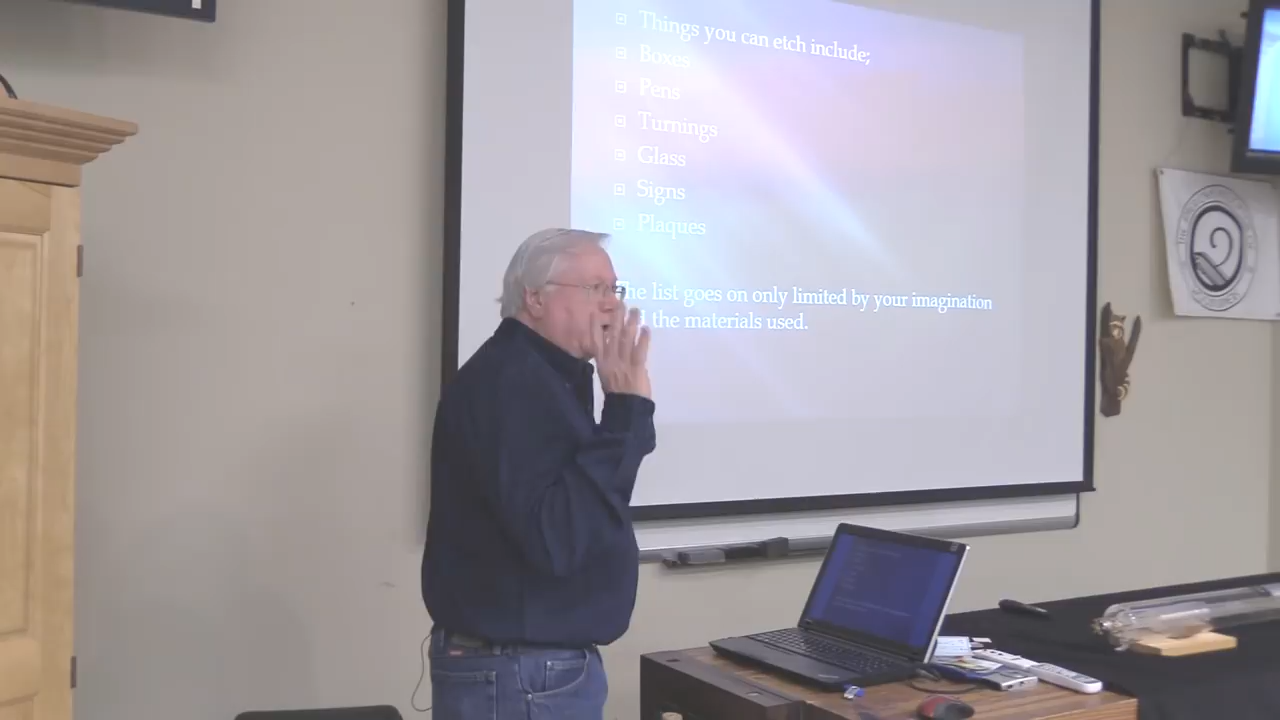 Things you can etch include;
Boxes
Pens
Turnings
Glass
Signs
Plaques
he list goes on only limited by your imagination
the materials used.